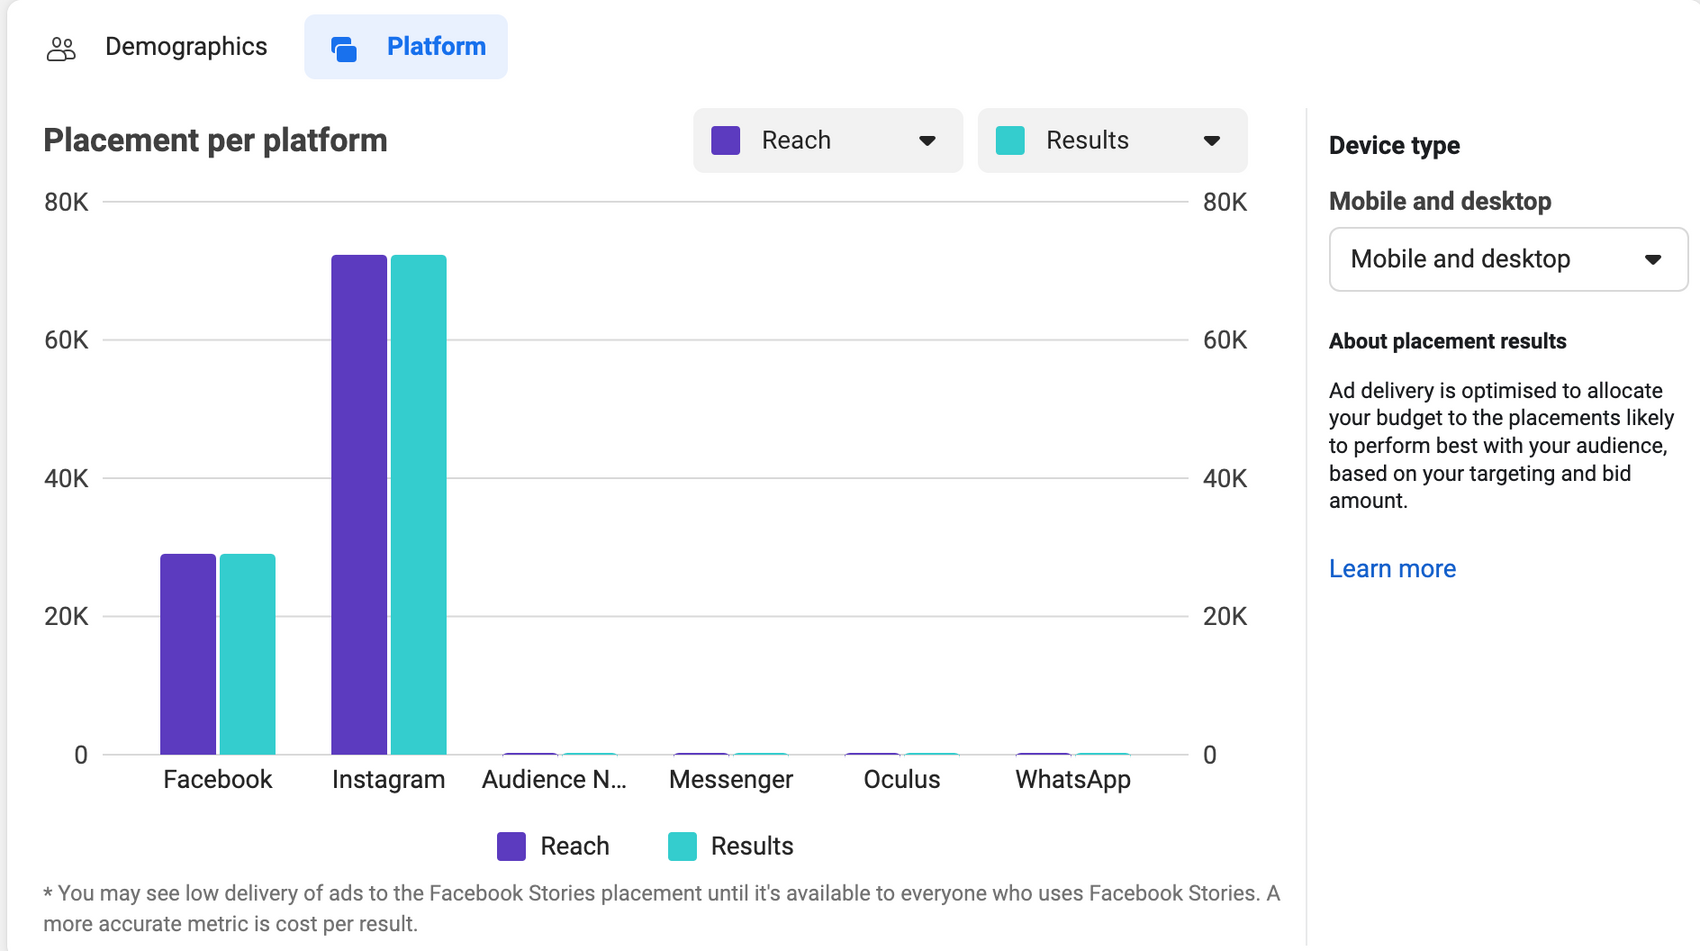 Demographics
Platform
Placement per platform
Reach
Results
80K
80K
60K
60K
40K
40K
20K
20K
0
0
Facebook
Instagram
Audience N...
Messenger
Oculus
WhatsApp
Reach
Results
* You may see low delivery of ads to the Facebook Stories placement until it's available to everyone who uses Facebook Stories. A
more accurate metric is cost per result.
Device type
Mobile and desktop
Mobile and desktop
About placement results
Ad delivery is optimised to allocate
your budget to the placements likely
to perform best with your audience,
based on your targeting and bid
amount.
Learn more